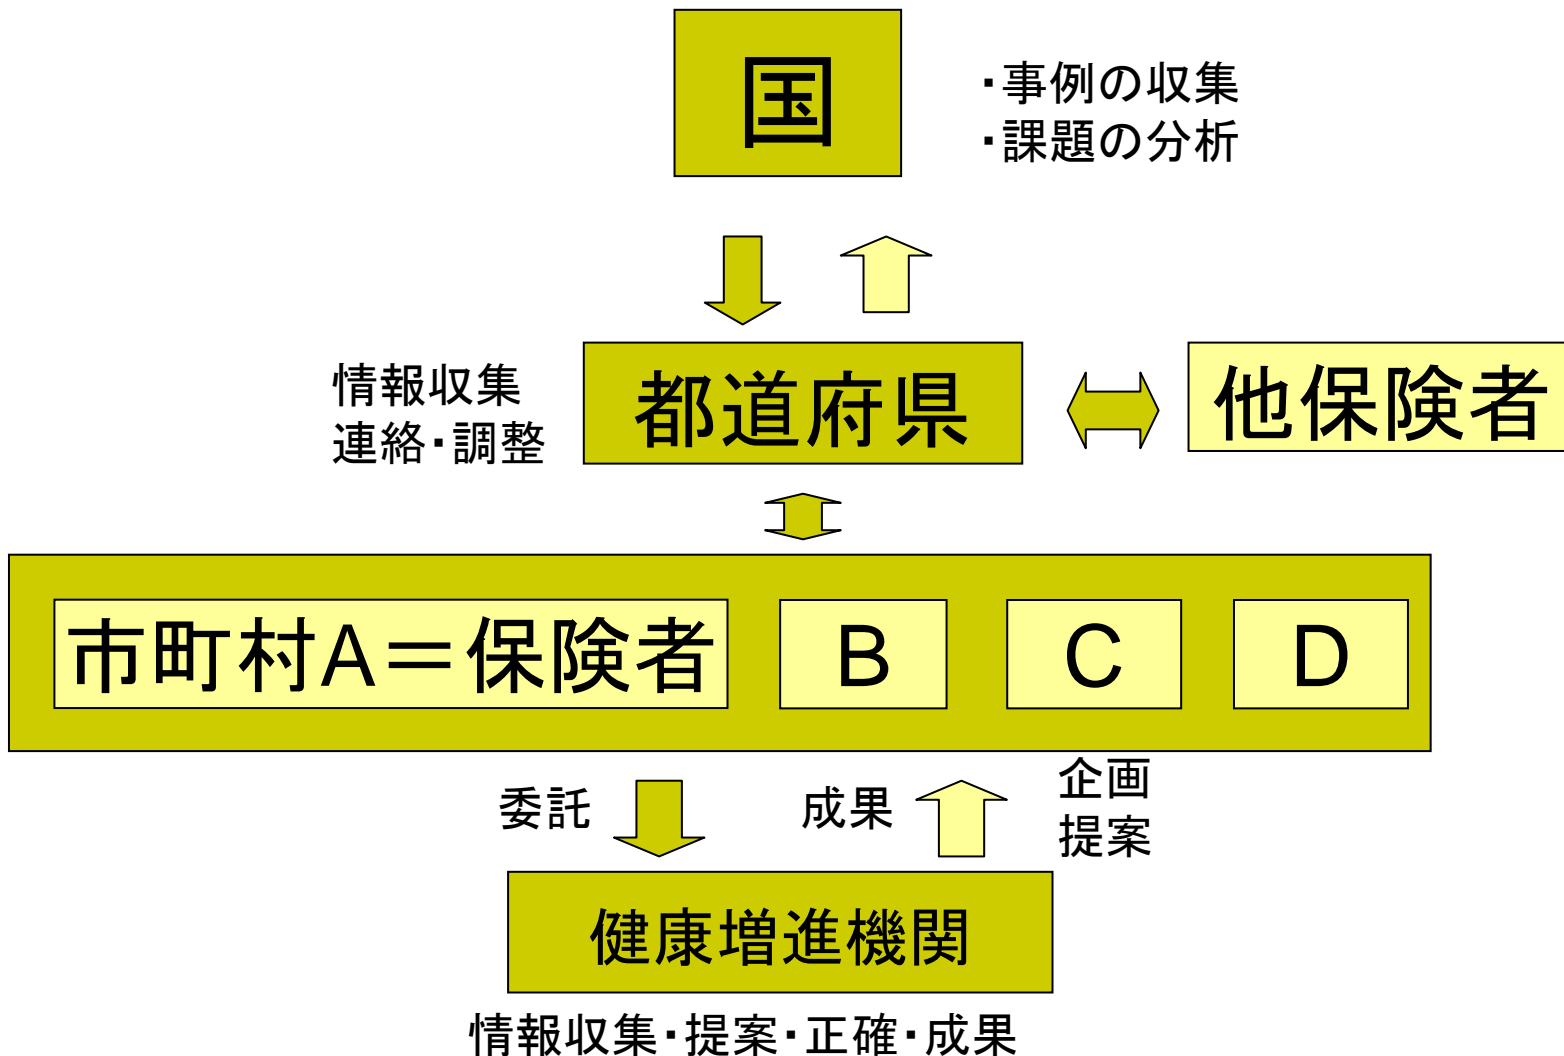 国
・事例の収集
・課題の分析
情報収集
連絡・調整
都道府県
他保険者
市町村A＝保険者
B
C
D
委託
成果
企画
提案
健康増進機関
情報収集・提案・正確・成果